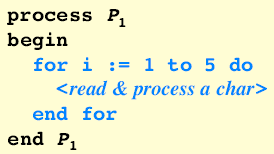 process P1
begin
for i := 1 to 5 do
<read & process a char>
end for
end P1